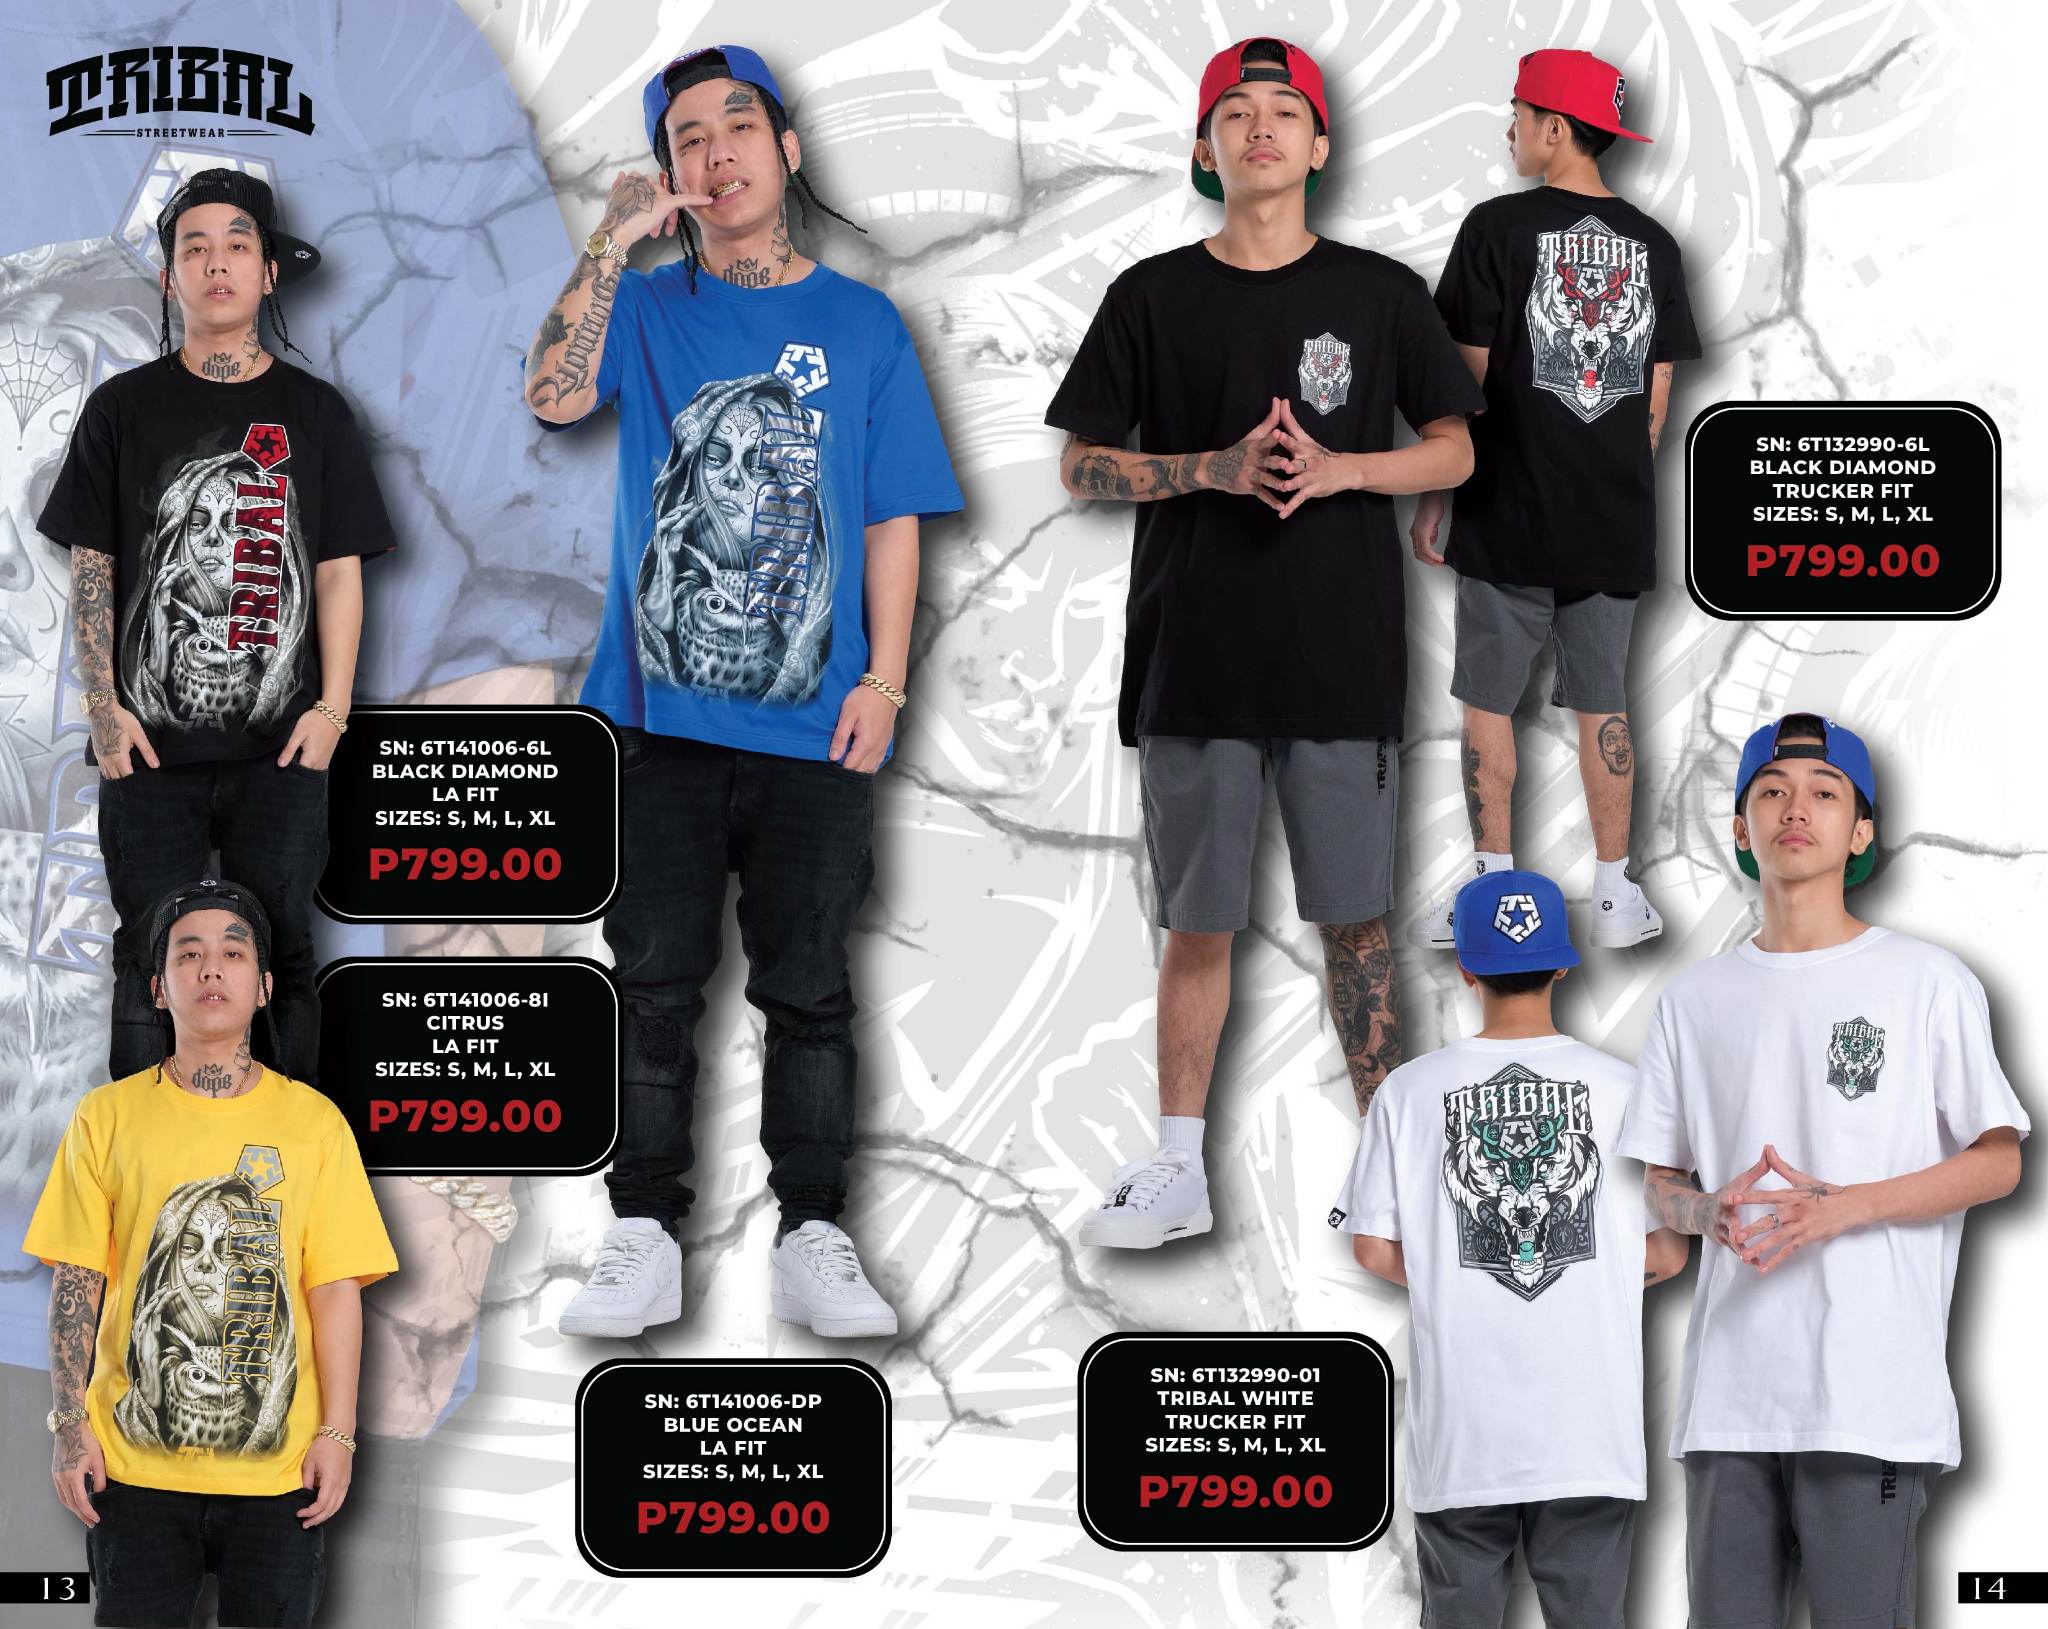 TRIBAL
STREETWEAR
dope
TRIBAL
dope
TRIBAL
SN: 6T141006-6L
BLACK DIAMOND
LA FIT
SIZES: S, M, L, XL
P799.00
dope
TRIBAL
SN: 6T141006-8I
CITRUS
LA FIT
SIZES: S, M, L, XL
P799.00
SN: 6T141006-DP
BLUE OCEAN
LA FIT
SIZES: S, M, L, XL
P799.00
13
TRIBAL
TRIBAL
SN: 6T132990-6L
BLACK DIAMOND
TRUCKER FIT
SIZES: S, M, L, XL
P799.00
TRIBAL
TRIBAL
SN: 6T132990-01
TRIBAL WHITE
TRUCKER FIT
SIZES: S, M, L, XL
P799.00
14